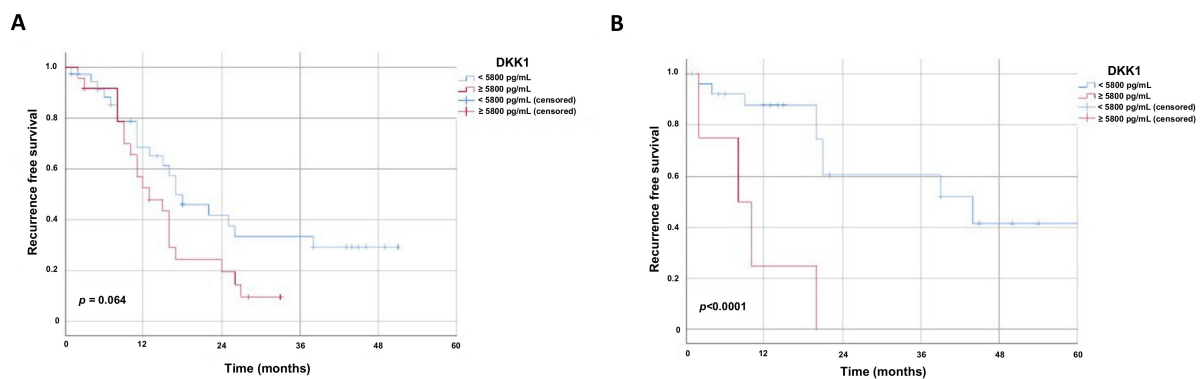 A
DKK1
< 5800 pg/mL
≥ 5800 pg/mL
< 5800 pg/mL (censored)
≥ 5800 pg/mL (censored)
Recurrence free survival
1.0
0.8
0.6
0.4
0.2
0
p = 0.064
0 12 24 36 48 60
Time (months)
B
DKK1
< 5800 pg/mL
≥ 5800 pg/mL
< 5800 pg/mL (censored)
≥ 5800 pg/mL (censored)
Recurrence free survival
1.0
0.8
0.6
0.4
0.2
0
p<0.0001
0 12 24 36 48 60
Time (months)